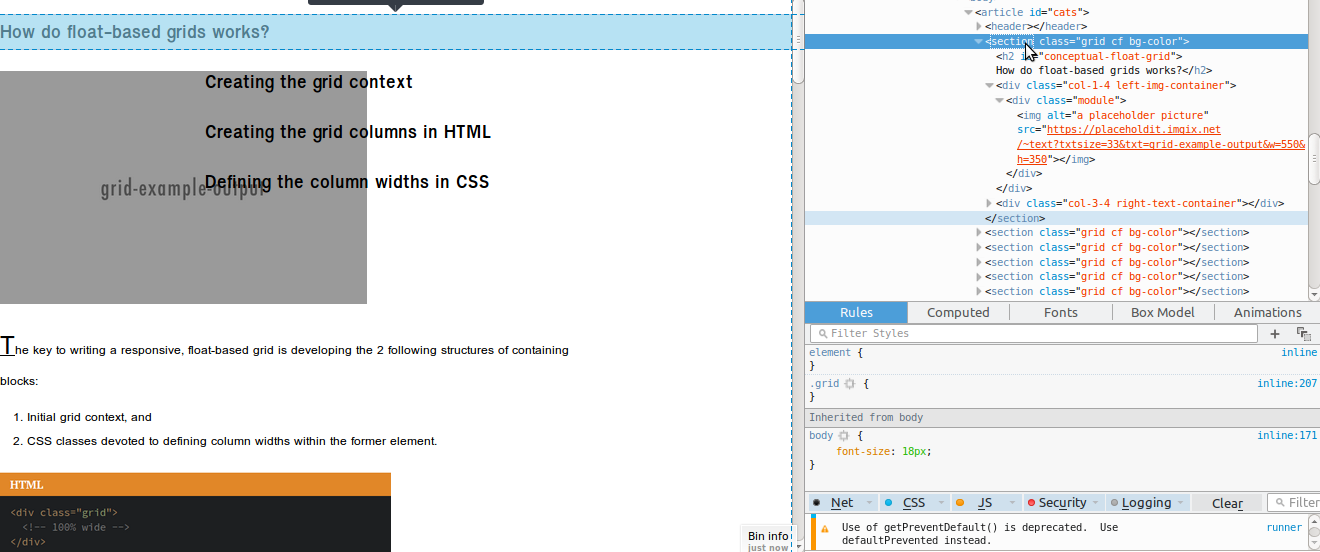 How do float-based grids works?
Creating the grid context
Creating the grid columns in HTML
Defining the column widths in CSS
grid-example-output
The key to writing a responsive, float-based grid is developing the 2 following structures of containing
blocks:
1. Initial grid context, and
2. CSS classes devoted to defining column widths within the former element.
HTML
<div class="grid">
<!-- 100% wide -->
</div>
Bin info
just now
<article id="cats">
<header></header>
<section class="grid cf bg-color">
<h2 id="conceptual-float-grid">
How do float-based grids works?</h2>
<div class="col-1-4 left-img-container">
<div class="module">
<img alt="a placeholder picture"
src="https://placeholdit.imgix.net
/~text?txtsize=33&txt=grid-example-output&w=550&
h=350"></img>
</div>
</div>
<div class="col-3-4 right-text-container"></div>
</section>
<section class="grid cf bg-color"></section>
<section class="grid cf bg-color"></section>
<section class="grid cf bg-color"></section>
<section class="grid cf bg-color"></section>
<section class="grid cf bg-color"></section>
Rules Computed Fonts Box Model Animations
Filter Styles
element { inline
}
.grid { inline:207
}
Inherited from body
body { inline:171
font-size: 18px;
}
Net CSS JS Security Logging Clear Filter
Use of getPreventDefault() is deprecated. Use runner
defaultPrevented instead.